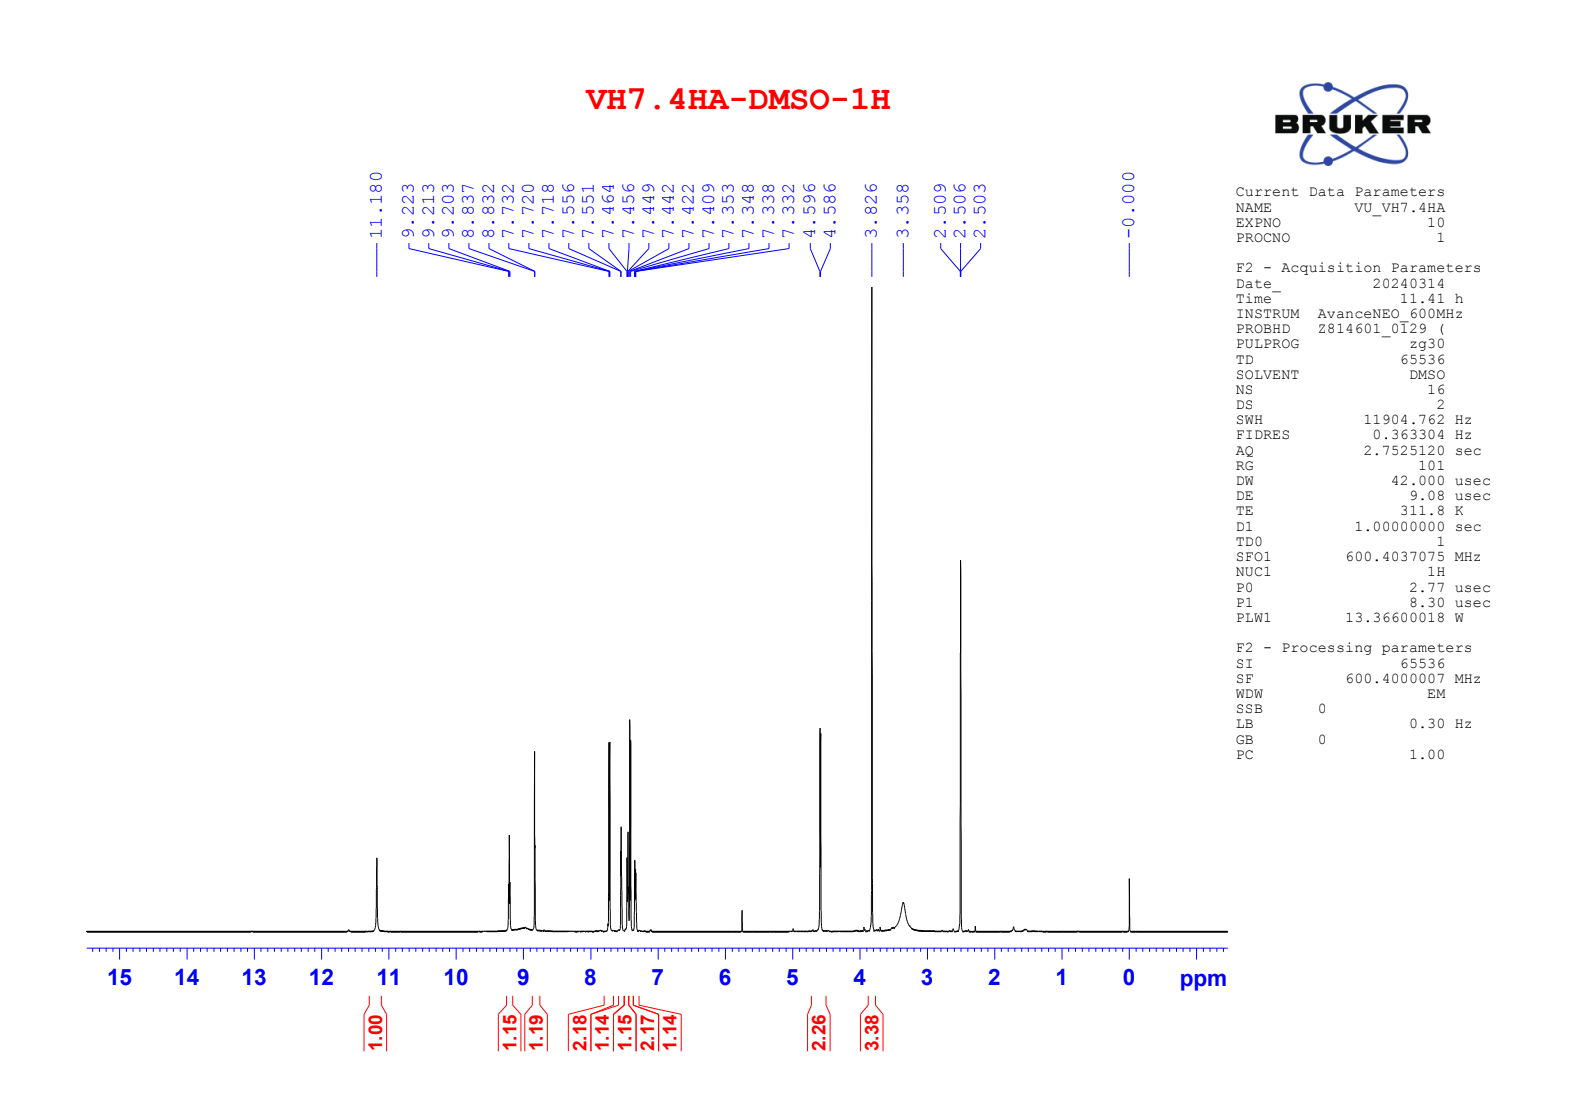 VH7.4HA-DMSO-1H
BRUKER
11.180
9.223
9.213
9.203
8.837
8.832
7.732
7.720
7.718
7.556
7.551
7.464
7.456
7.449
7.442
7.422
7.409
7.353
7.348
7.338
7.332
4.596
4.586
3.826
3.358
2.509
2.506
2.503
-0.000
Current Data Parameters
NAME VU_VH7.4HA
EXPNO 10
PROCNO 1
F2 - Acquisition Parameters
Date_ 20240314
Time 11.41 h
INSTRUM AvanceNEO_600MHz
PROBHD Z814601_0129 (
PULPROG zg30
TD 65536
SOLVENT DMSO
NS 16
DS 2
SWH 11904.762 Hz
FIDRES 0.363304 Hz
AQ 2.7525120 sec
RG 101
DW 42.000 usec
DE 9.08 usec
TE 311.8 K
D1 1.00000000 sec
TD0 1
SFO1 600.4037075 MHz
NUC1 1H
P0 2.77 usec
P1 8.30 usec
PLW1 13.36600018 W
F2 - Processing parameters
SI 65536
SF 600.4000007 MHz
WDW EM
SSB 0
LB 0.30 Hz
GB 0
PC 1.00
15 14 13 12 11 10 9 8 7 6 5 4 3 2 1 0 ppm
1.00
1.15
1.19
2.18
1.14
1.15
2.17
1.14
2.26
3.38